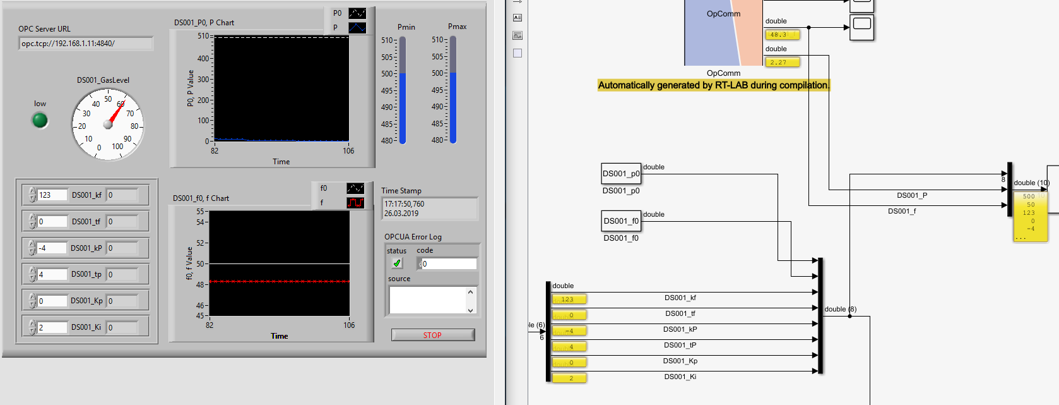 OPC Server URL
opc.tcp://192.168.1.11:4840/
DS001_GasLevel
low
0 10 20 30 40 50 60 70 80 90 100
DS001_P0, P Chart
P0
P
P0, P Value
510
400
300
200
100
0
82
106
Time
Pmin
510
505
500
495
490
485
480
Pmax
510
505
500
495
490
485
480
123 DS001_kf 0
0 DS001_tf 0
-4 DS001_kP 0
4 DS001_tp 0
0 DS001_Kp 0
2 DS001_Ki 0
DS001_f0, f Chart
f0
f
f0, f Value
55
54
52
50
48
46
45
82
106
Time
Time Stamp
17:17:50,760
26.03.2019
OPCUA Error Log
status code
0
source
STOP
OpComm
double
48.3
double
2.27
OpComm
Automatically generated by RT-LAB during compilation.
DS001_p0
double
DS001_p0
DS001_f0
double
DS001_f0
8
double (10)
DS001_P
DS001_f
500
50
123
0
-4
...
double
123 DS001_kf
0 DS001_tf
-4 DS001_kP
4 DS001_tP
0 DS001_Kp
2 DS001_Ki
le (6)
6
double (8)